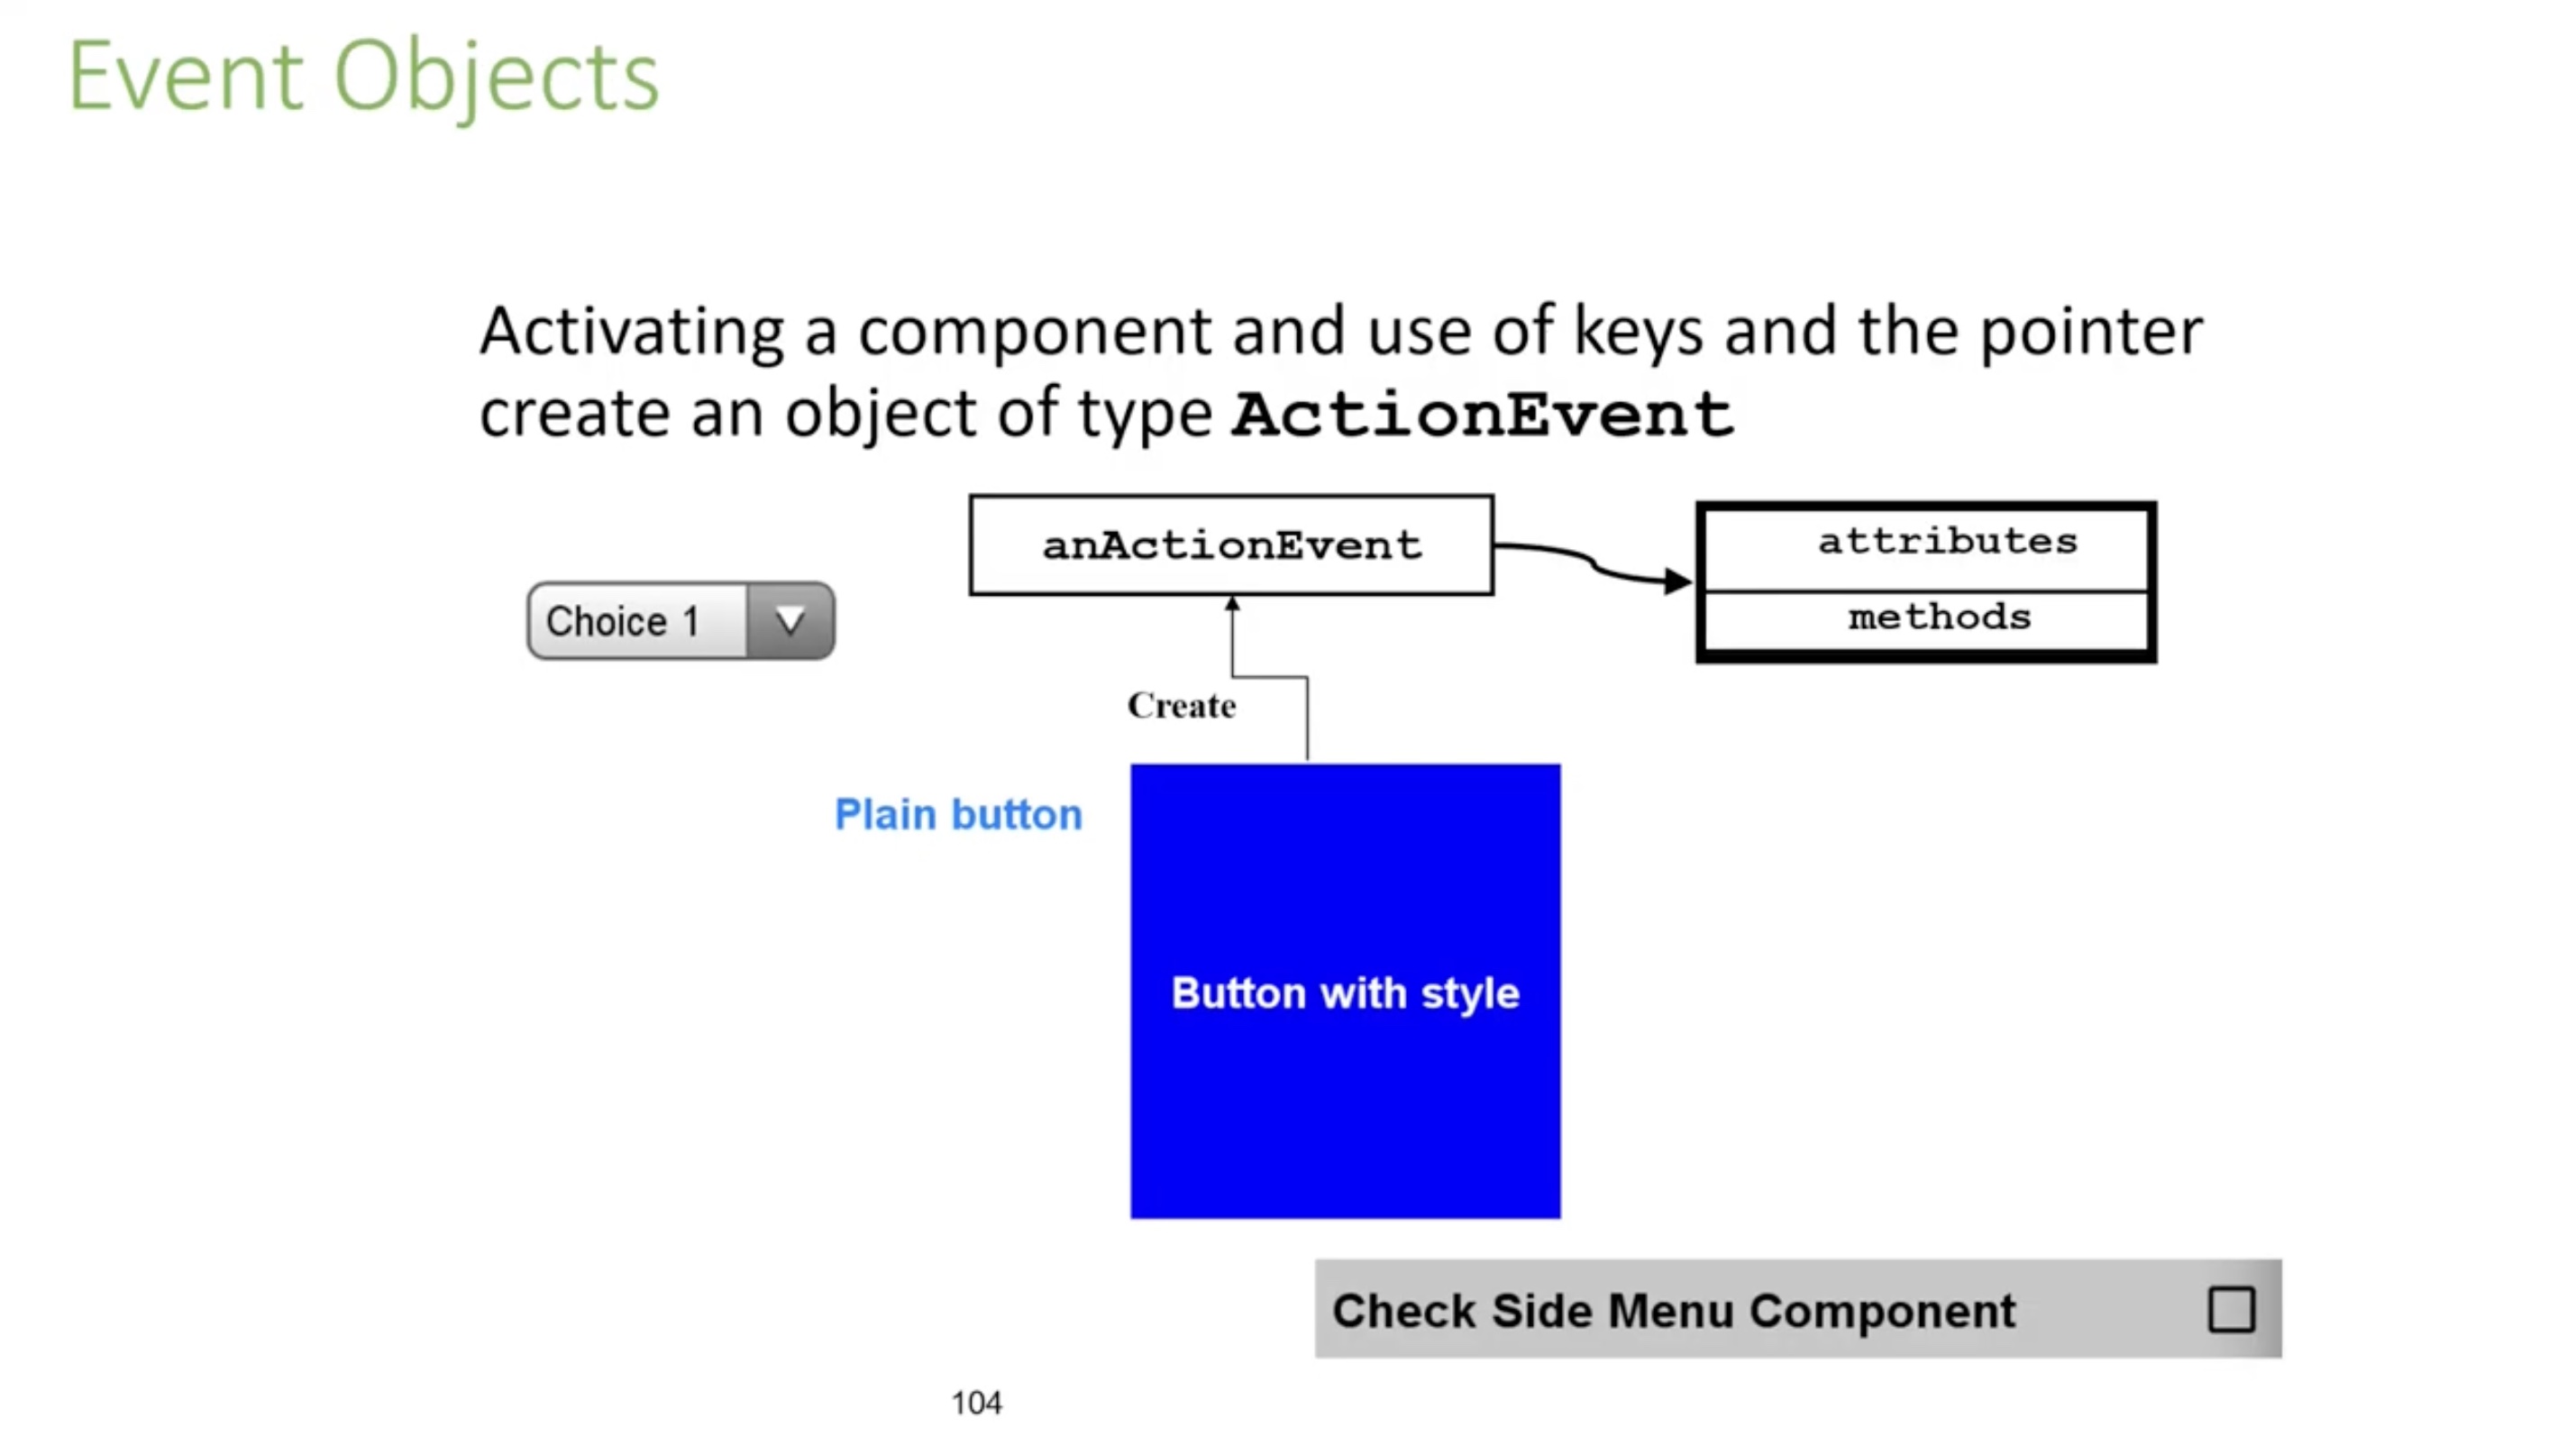 Event Objects
Activating a component and use of keys and the pointer
create an object of type ActionEvent
anActionEvent
attributes
methods
Choice 1
Create
Plain button
Button with style
Check Side Menu Component
104